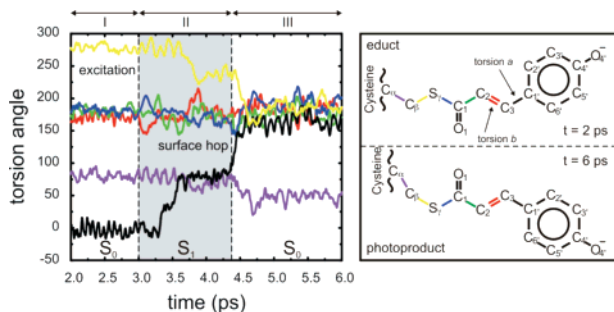 I II III
300
250
200
150
100
50
0
-50
torsion angle
excitation
surface hop
S0 S1 S0
2.0 2.5 3.0 3.5 4.0 4.5 5.0 5.5 6.0
time (ps)
educt
Cysteine
Cα
Cβ
Sγ
C1
O1
C2
C3
C1'
C2'
C3'
C4'
C5'
C6'
O4'-
torsion a
torsion b
t = 2 ps
t = 6 ps
Cysteine
Cα
Cβ
Sγ
O1
C1
C2
C3
C1'
C2'
C3'
C4'
C5'
C6'
O4'-
photoproduct